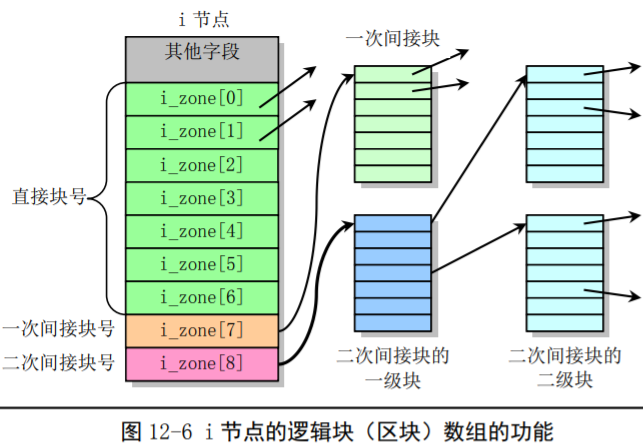 i 节点
其他字段
一次间接块
i_zone[0]
i_zone[1]
i_zone[2]
i_zone[3]
直接块号
i_zone[4]
i_zone[5]
i_zone[6]
一次间接块号
i_zone[7]
二次间接块号
i_zone[8]
二次间接块的
一级块
二次间接块的
二级块
图 12-6 i 节点的逻辑块（区块）数组的功能